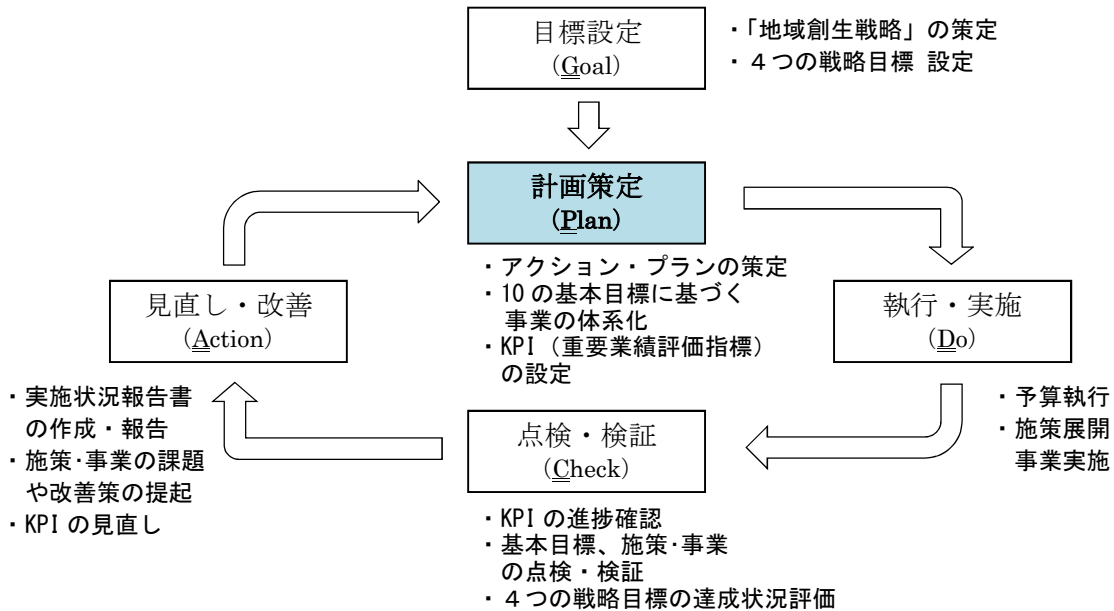 目標設定
(Goal)
・「地域創生戦略」の策定
・４つの戦略目標 設定
計画策定
(Plan)
・アクション・プランの策定
・10 の基本目標に基づく
事業の体系化
・KPI（重要業績評価指標）
の設定
執行・実施
(Do)
・予算執行
・施策展開
事業実施
点検・検証
(Check)
・KPI の進捗確認
・基本目標、施策･事業
の点検・検証
・４つの戦略目標の達成状況評価
見直し・改善
(Action)
・実施状況報告書
の作成・報告
・施策･事業の課題
や改善策の提起
・KPI の見直し